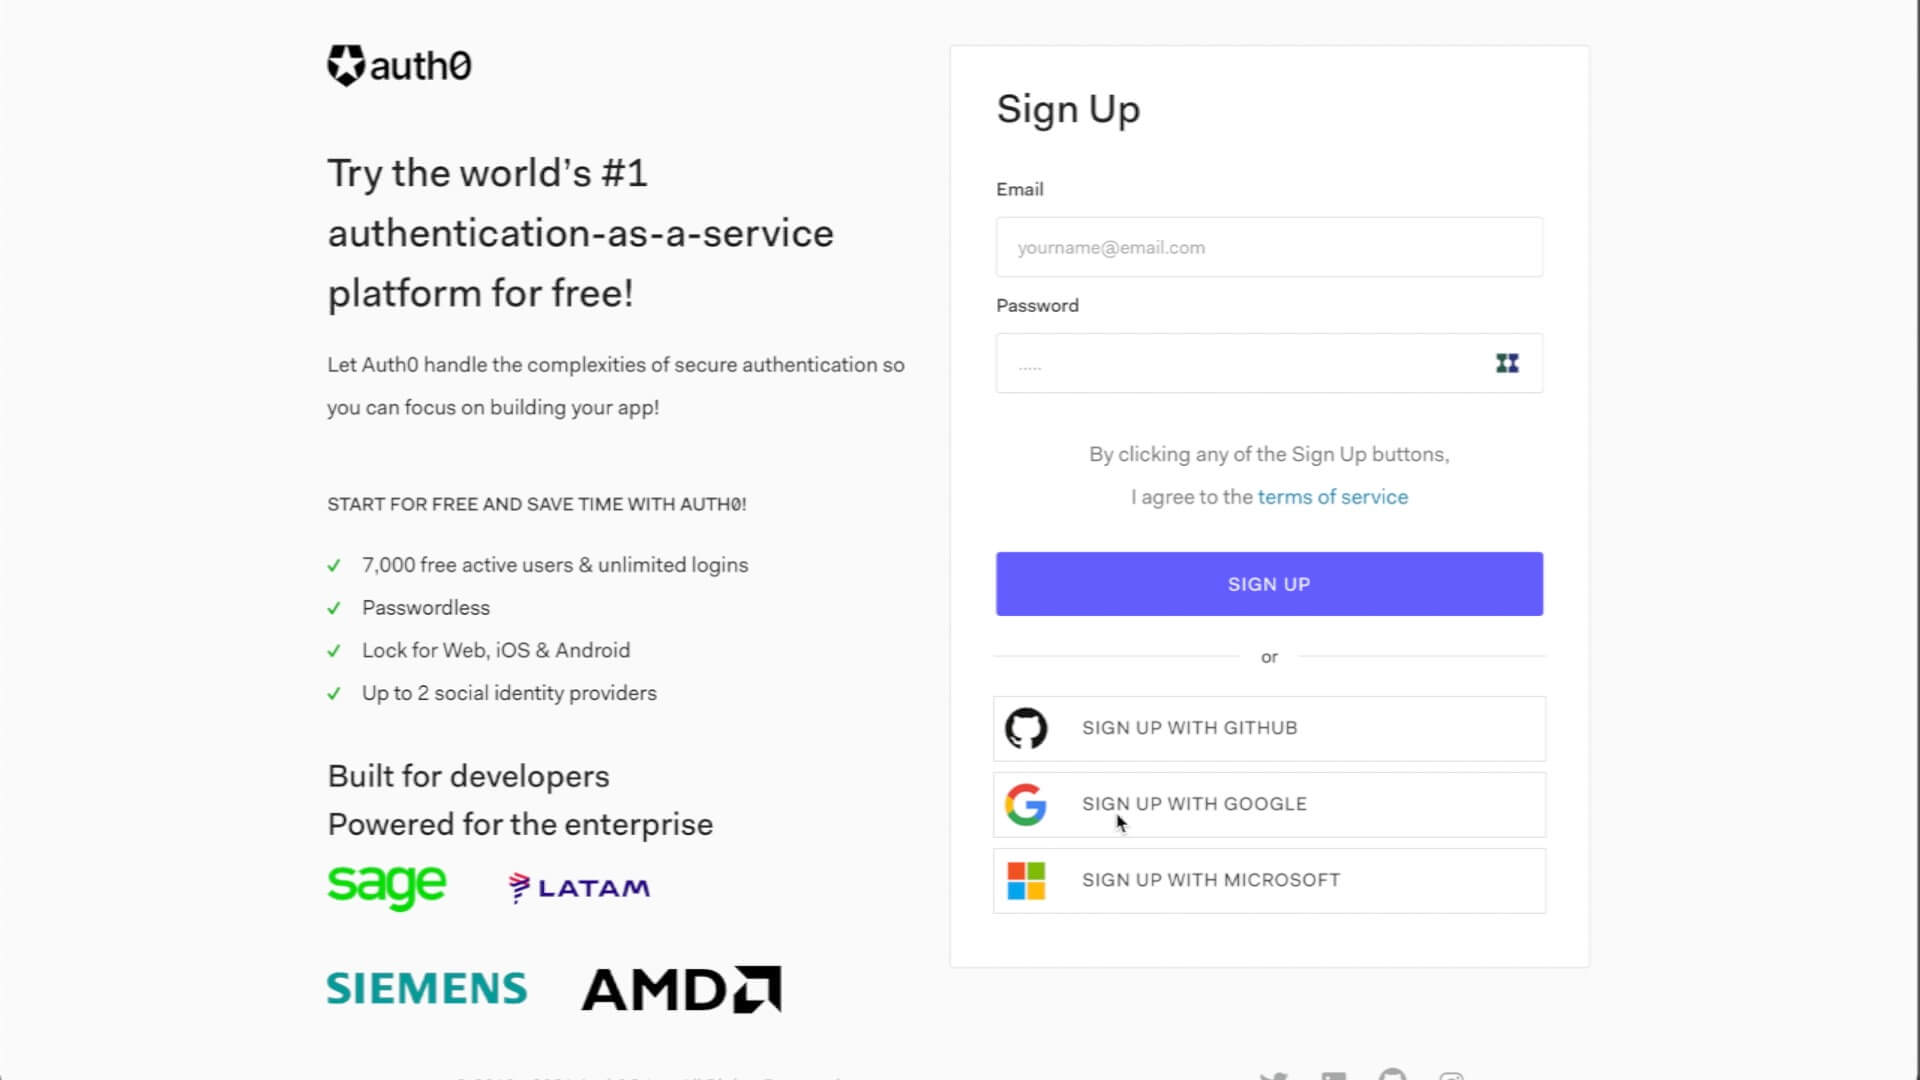 auth0
Try the world's #1
authentication-as-a-service
platform for free!
Let Auth0 handle the complexities of secure authentication so
you can focus on building your app!
START FOR FREE AND SAVE TIME WITH AUTH0!
7,000 free active users & unlimited logins
Passwordless
Lock for Web, iOS & Android
Up to 2 social identity providers
Built for developers
Powered for the enterprise
sage
LATAM
SIEMENS
AMD
Sign Up
Email
yourname@email.com
Password
.....
By clicking any of the Sign Up buttons,
I agree to the terms of service
SIGN UP
or
SIGN UP WITH GITHUB
SIGN UP WITH GOOGLE
SIGN UP WITH MICROSOFT